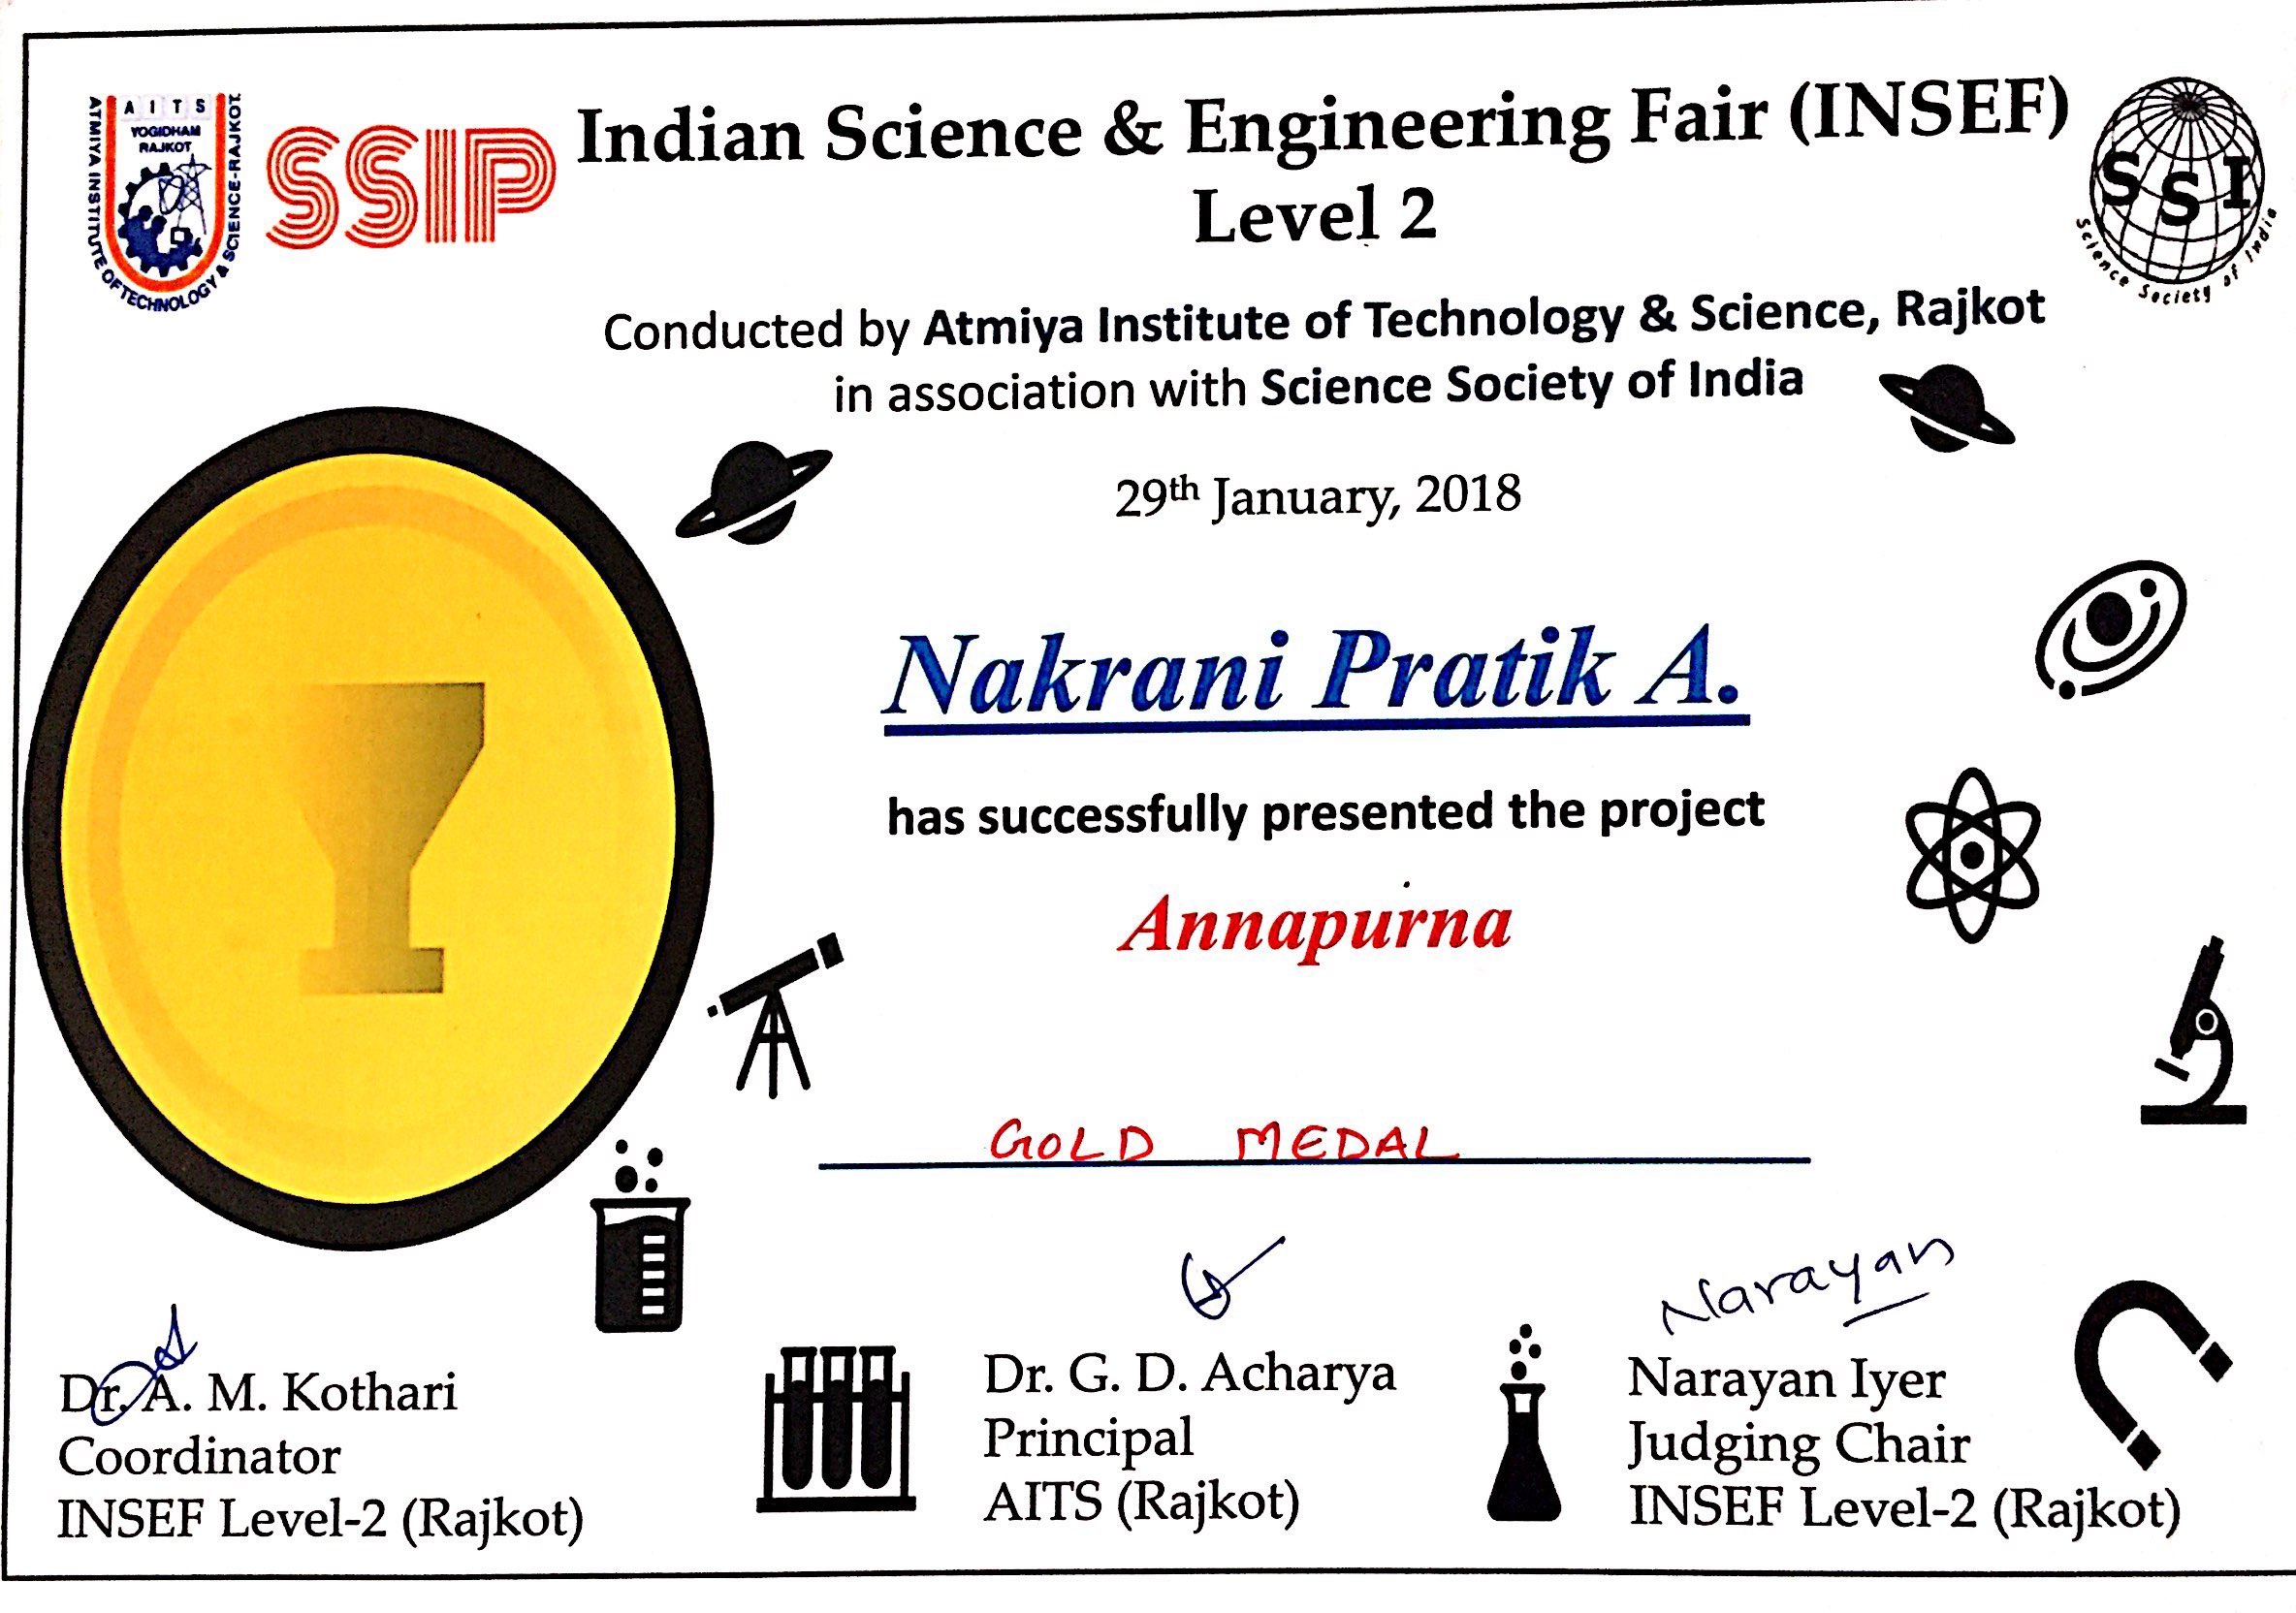 A I T S
YOGIDHAM
RAJKOT
ATMIYA INSTITUTE OF TECHNOLOGY & SCIENCE-RAJKOT.
SSIP
Indian Science & Engineering Fair (INSEF)
Level 2
SSI
Science Society of India
Conducted by Atmiya Institute of Technology & Science, Rajkot
in association with Science Society of India
29th January, 2018
Nakrani Pratik A.
has successfully presented the project
Annapurna
GOLD MEDAL
Narayan
Dr. A. M. Kothari
Coordinator
INSEF Level-2 (Rajkot)
Dr. G. D. Acharya
Principal
AITS (Rajkot)
Narayan Iyer
Judging Chair
INSEF Level-2 (Rajkot)